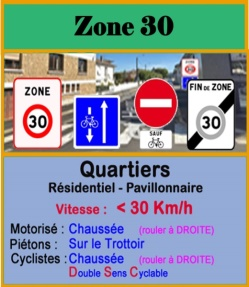 Zone 30
ZONE
30
SAUF
FIN DE ZONE
30
Quartiers
Résidentiel - Pavillonnaire
Vitesse : < 30 Km/h
Motorisé : Chaussée (rouler à DROITE)
Piétons : Sur le Trottoir
Cyclistes : Chaussée (rouler à DROITE)
Double Sens Cyclable